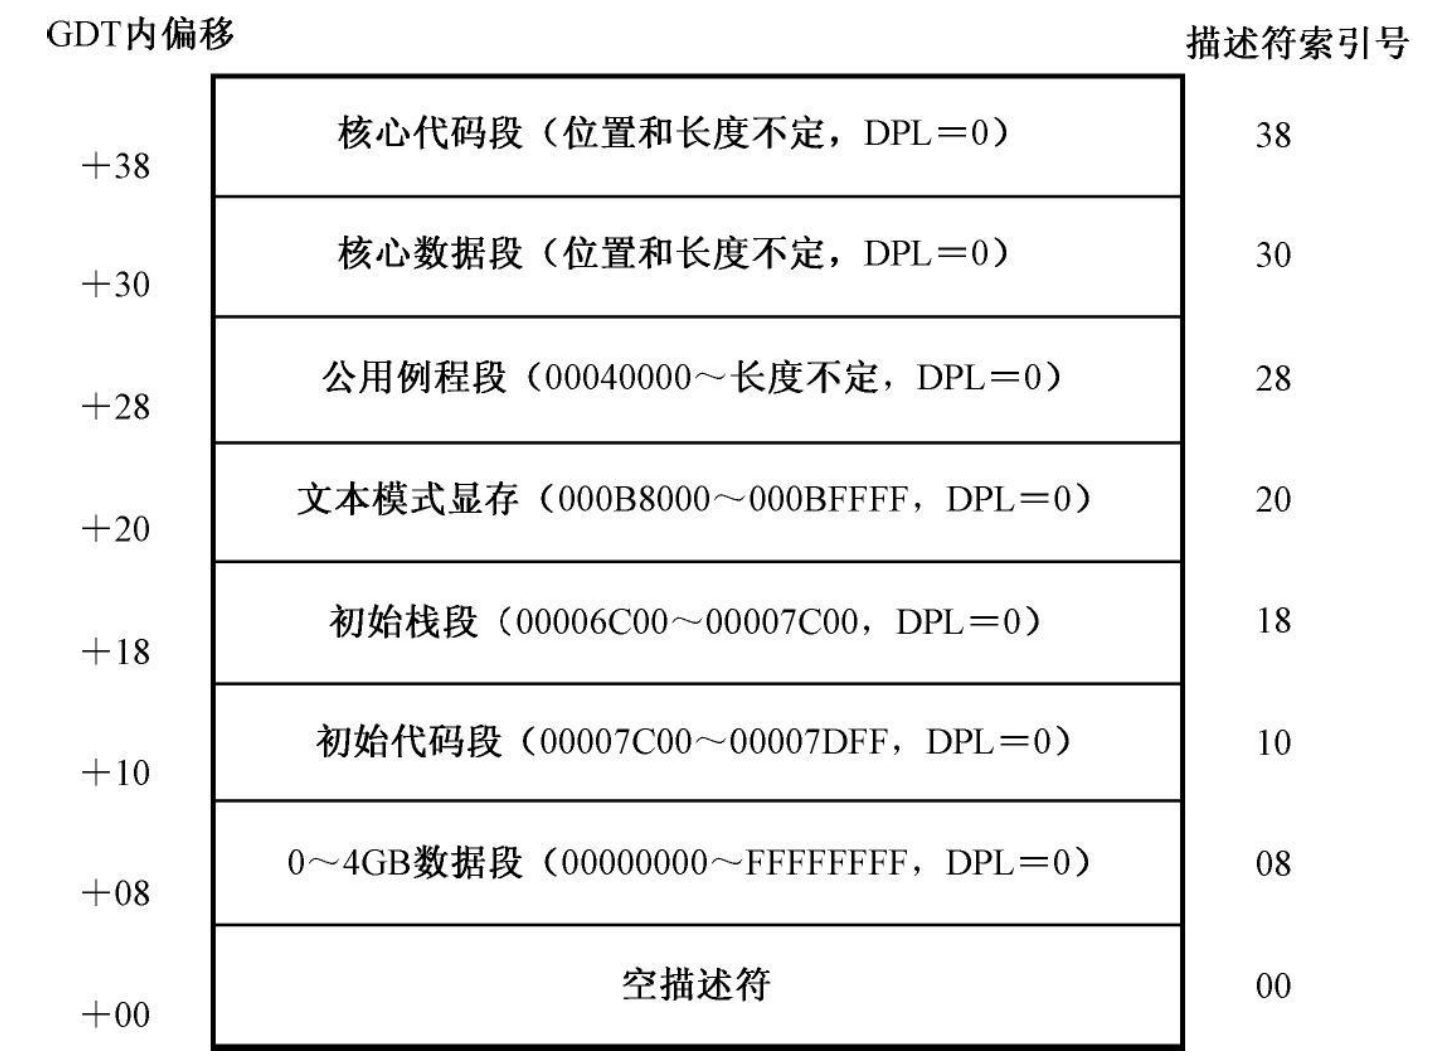 GDT内偏移 描述符索引号
核心代码段（位置和长度不定，DPL＝0） 38
+38
核心数据段（位置和长度不定，DPL＝0） 30
+30
公用例程段（00040000～长度不定，DPL＝0） 28
+28
文本模式显存（000B8000～000BFFFF，DPL＝0） 20
+20
初始栈段（00006C00～00007C00，DPL＝0） 18
+18
初始代码段（00007C00～00007DFF，DPL＝0） 10
+10
0～4GB数据段（00000000～FFFFFFFF，DPL＝0） 08
+08
空描述符 00
+00